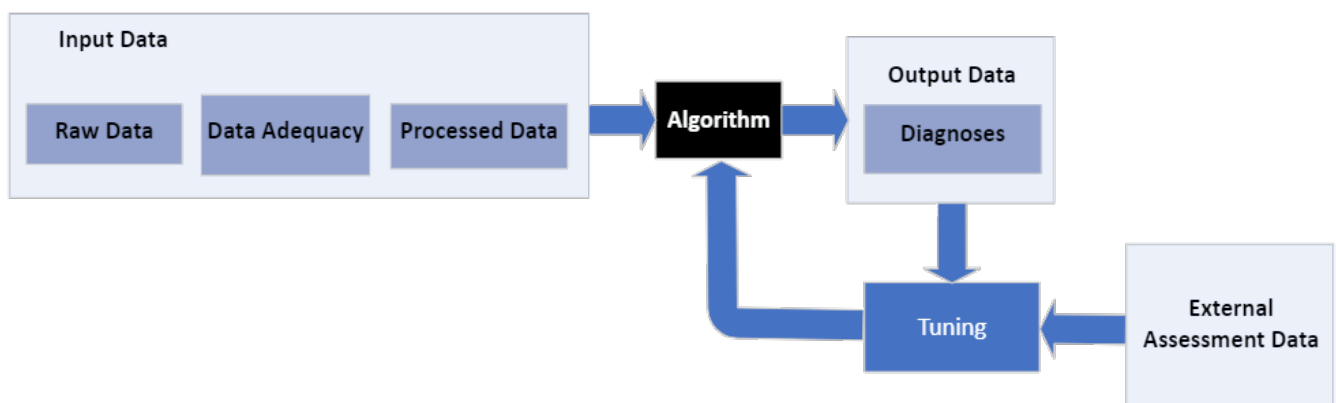 Input Data
Raw Data
Data Adequacy
Processed Data
Algorithm
Output Data
Diagnoses
Tuning
External
Assessment Data